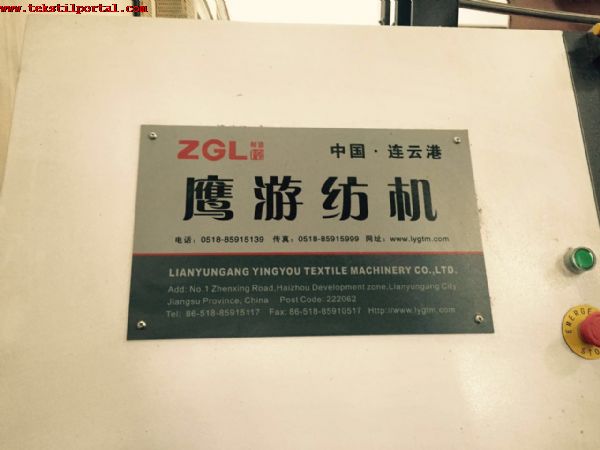 www.tekstilportal.com
ZGL
中国·连云港
鹰游纺机
电话：0518-85915139 传真：0518-85915999 网址：www.lygtm.com
LIANYUNGANG YINGYOU TEXTILE MACHINERY CO.,LTD.
Add: No.1 Zhenxing Road,Haizhou Development zone,Lianyungang City
Jiangsu Province, China Post Code: 222062
Tel: 86-518-85915117 Fax: 86-518-85910517 Http://www.lygtm.com
EMERGE
STO